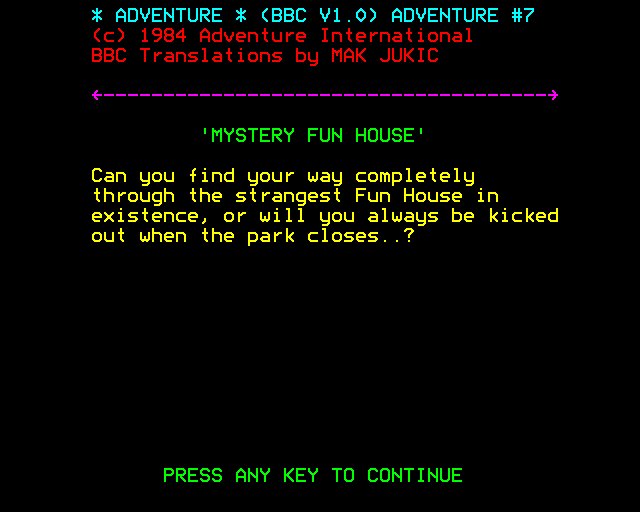 * ADVENTURE * (BBC V1.0) ADVENTURE #7
(c) 1984 Adventure International
BBC Translations by MAK JUKIC
'MYSTERY FUN HOUSE'
Can you find your way completely
through the strangest Fun House in
existence, or will you always be kicked
out when the park closes..?
PRESS ANY KEY TO CONTINUE